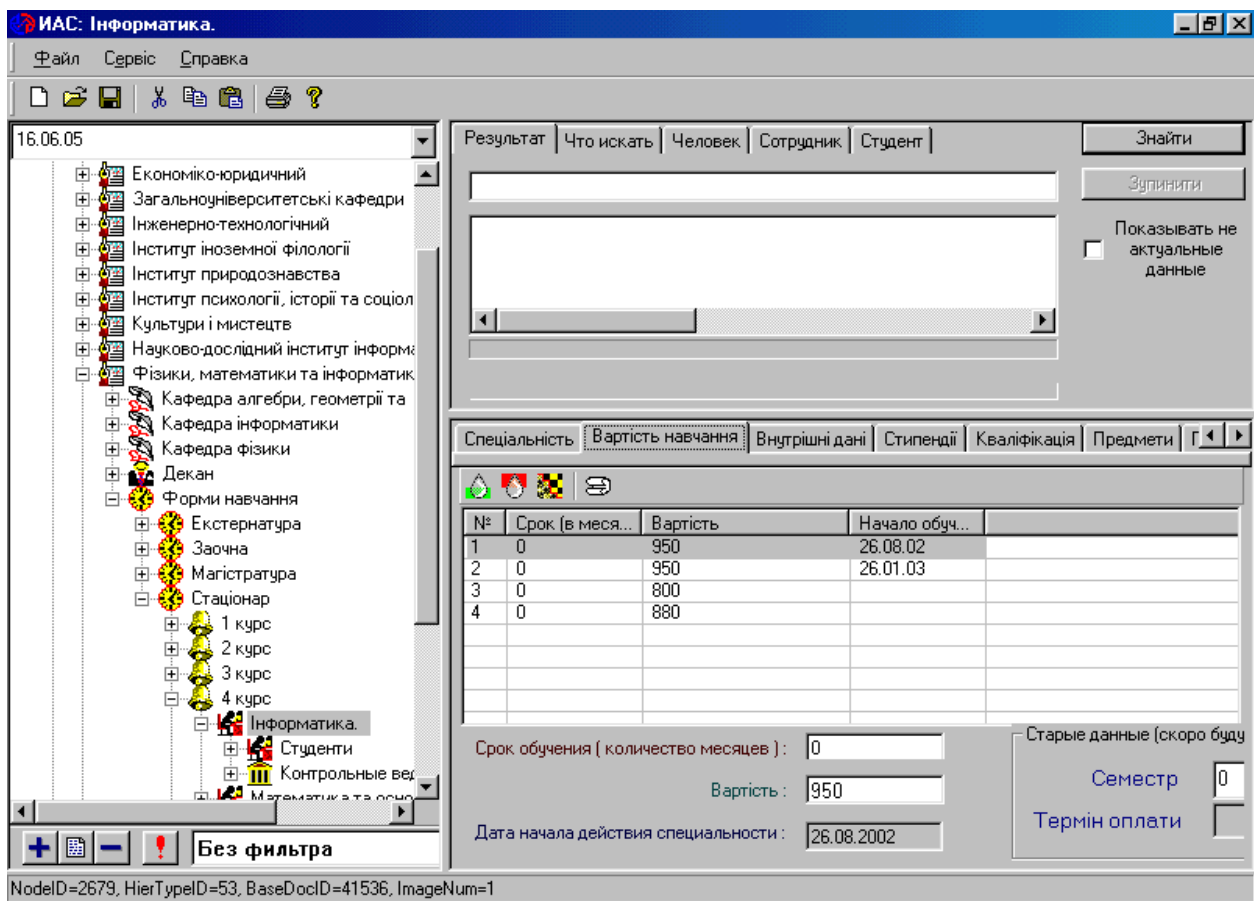 ИАС: Інформатика.
Файл Сервіс Справка
16.06.05
Економіко-юридичний
Загальноуніверситетські кафедри
Інженерно-технологічний
Інститут іноземної філології
Інститут природознавства
Інститут психології, історії та соціол
Культури і мистецтв
Науково-дослідний інститут інформа
Фізики, математики та інформатик
Кафедра алгебри, геометрії та
Кафедра інформатики
Кафедра фізики
Декан
Форми навчання
Екстернатура
Заочна
Магістратура
Стаціонар
1 курс
2 курс
3 курс
4 курс
Інформатика.
Студенти
Контрольные вед
Математика та осно
Без фильтра
Результат Что искать Человек Сотрудник Студент
Знайти
Зупинити
Показывать не
актуальные
данные
Спеціальність Вартість навчання Внутрішні дані Стипендії Кваліфікація Предмети Г
№ Срок (в меся... Вартість Начало обуч...
1 0 950 26.08.02
2 0 950 26.01.03
3 0 800
4 0 880
Срок обучения ( количество месяцев ) : 0
Вартість : 950
Дата начала действия специальности : 26.08.2002
Старые данные (скоро буду
Семестр 0
Термін оплати
NodeID=2679, HierTypeID=53, BaseDocID=41536, ImageNum=1